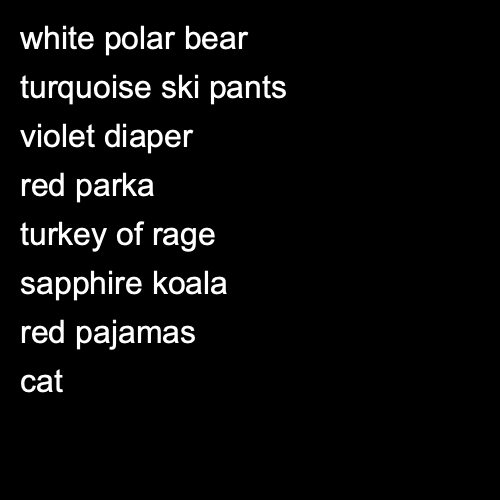 white polar bear
turquoise ski pants
violet diaper
red parka
turkey of rage
sapphire koala
red pajamas
cat